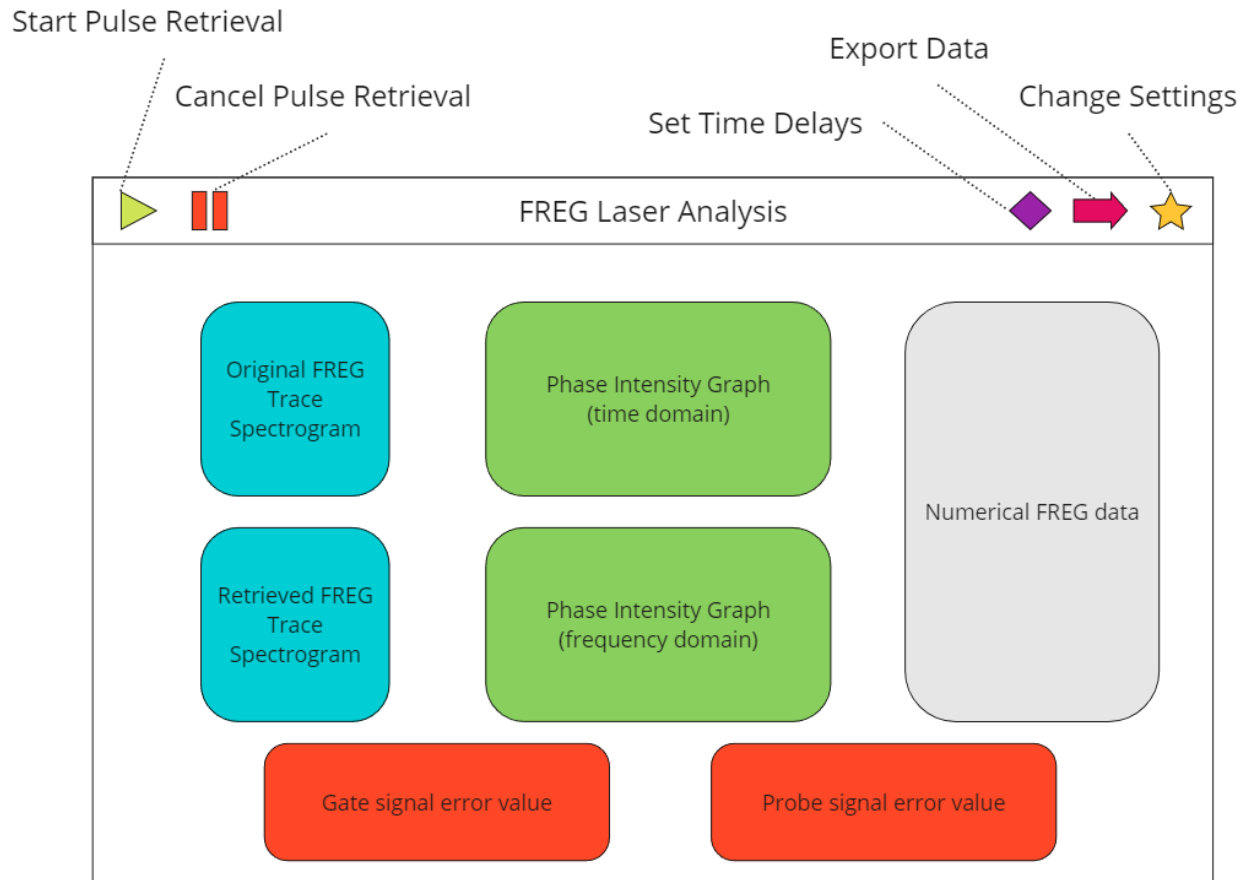 Start Pulse Retrieval
Cancel Pulse Retrieval
Export Data
Set Time Delays
Change Settings
FREG Laser Analysis
Original FREG
Trace
Spectrogram
Phase Intensity Graph
(time domain)
Numerical FREG data
Retrieved FREG
Trace
Spectrogram
Phase Intensity Graph
(frequency domain)
Gate signal error value
Probe signal error value